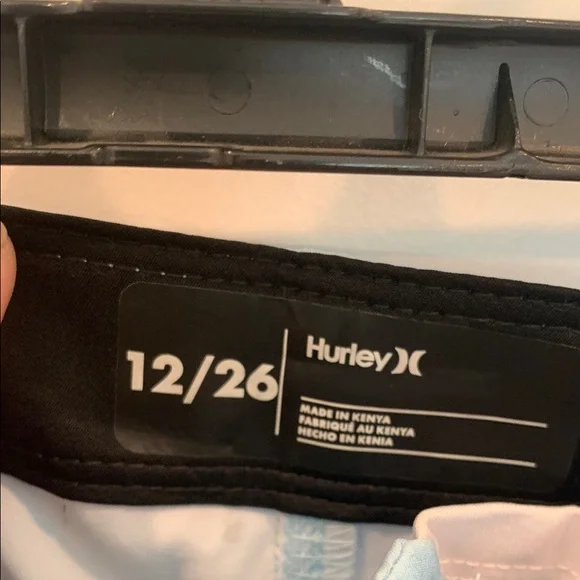 12/26
Hurley
MADE IN KENYA
FABRIQUÉ AU KENYA
HECHO EN KENIA